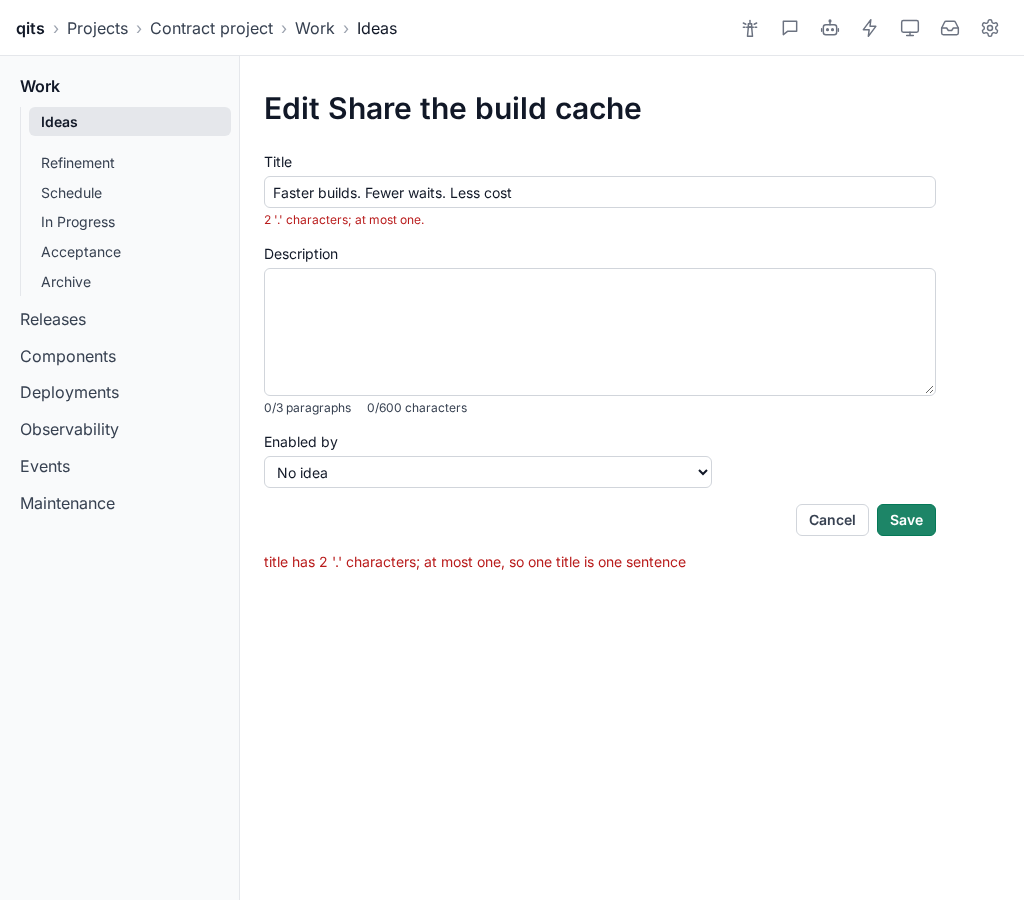 qits › Projects › Contract project › Work › Ideas
Work
Ideas
Refinement
Schedule
In Progress
Acceptance
Archive
Releases
Components
Deployments
Observability
Events
Maintenance
Edit Share the build cache
Title
Faster builds. Fewer waits. Less cost
2 '.' characters; at most one.
Description
0/3 paragraphs 0/600 characters
Enabled by
No idea
Cancel Save
title has 2 '.' characters; at most one, so one title is one sentence